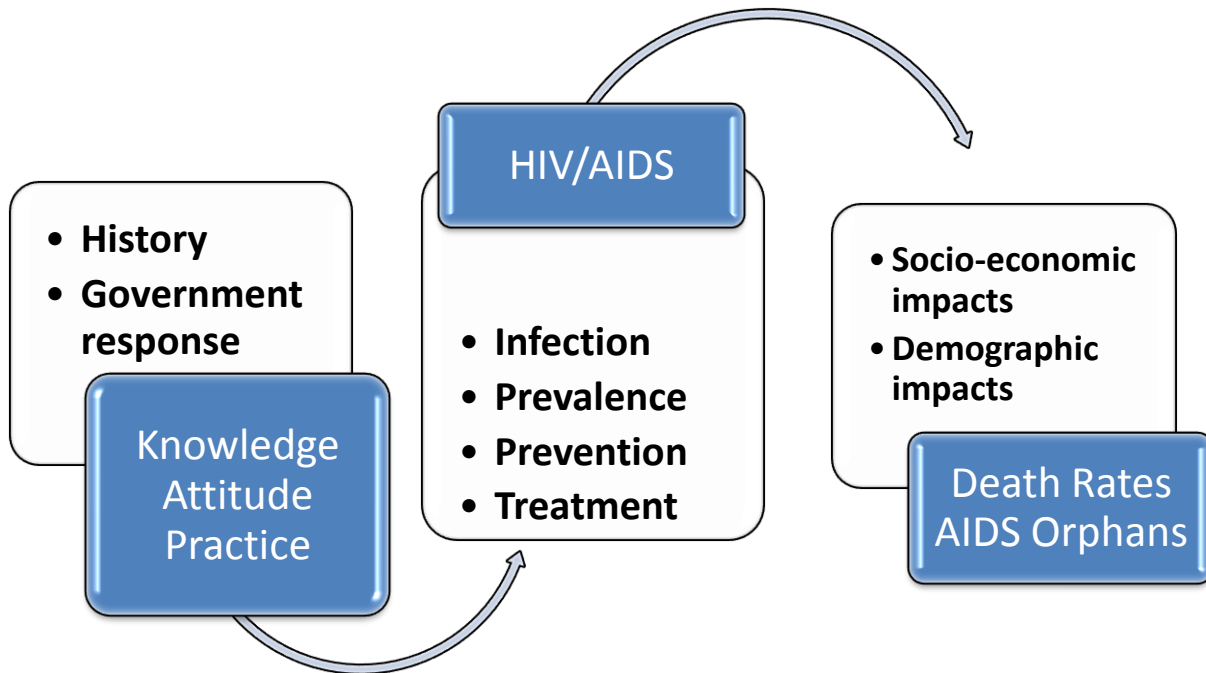 • History
• Government
response
Knowledge
Attitude
Practice
HIV/AIDS
• Infection
• Prevalence
• Prevention
• Treatment
• Socio-economic
impacts
• Demographic
impacts
Death Rates
AIDS Orphans